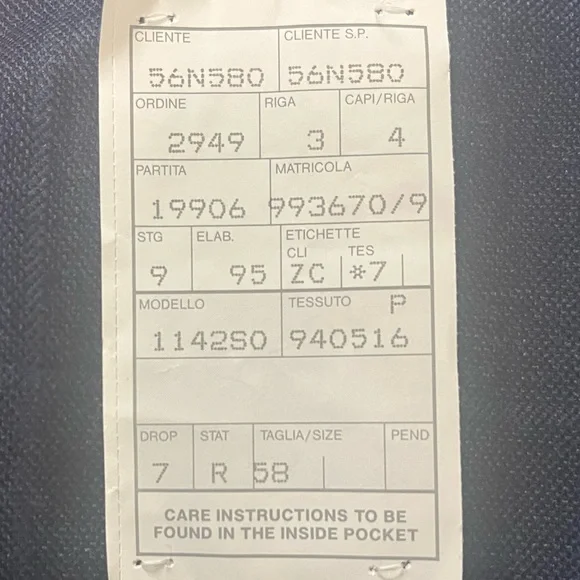 CLIENTE CLIENTE S.P.
56N580 56N580
ORDINE RIGA CAPI/RIGA
2949 3 4
PARTITA MATRICOLA
19906 993670/9
STG ELAB. ETICHETTE
CLI TES
9 95 ZC *7
MODELLO TESSUTO P
1142S0 940516
DROP STAT TAGLIA/SIZE PEND
7 R 58
CARE INSTRUCTIONS TO BE
FOUND IN THE INSIDE POCKET